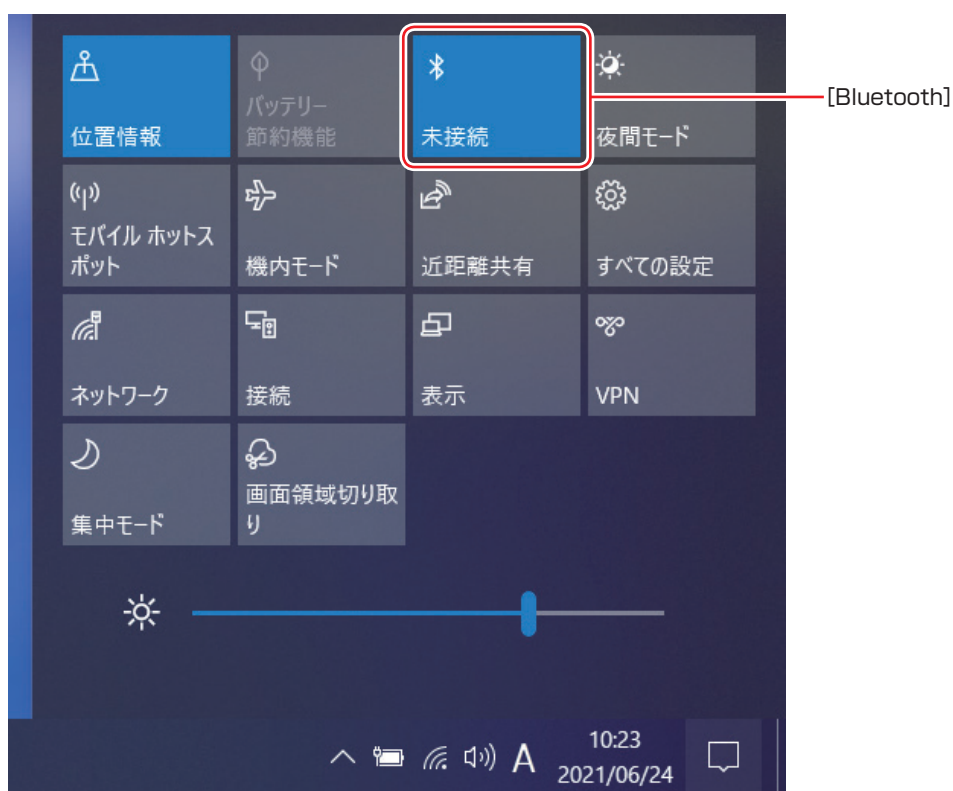 位置情報
バッテリー
節約機能
未接続
夜間モード
[Bluetooth]
モバイル ホットス
ポット
機内モード
近距離共有
すべての設定
ネットワーク
接続
表示
VPN
集中モード
画面領域切り取
り
A
10:23
2021/06/24